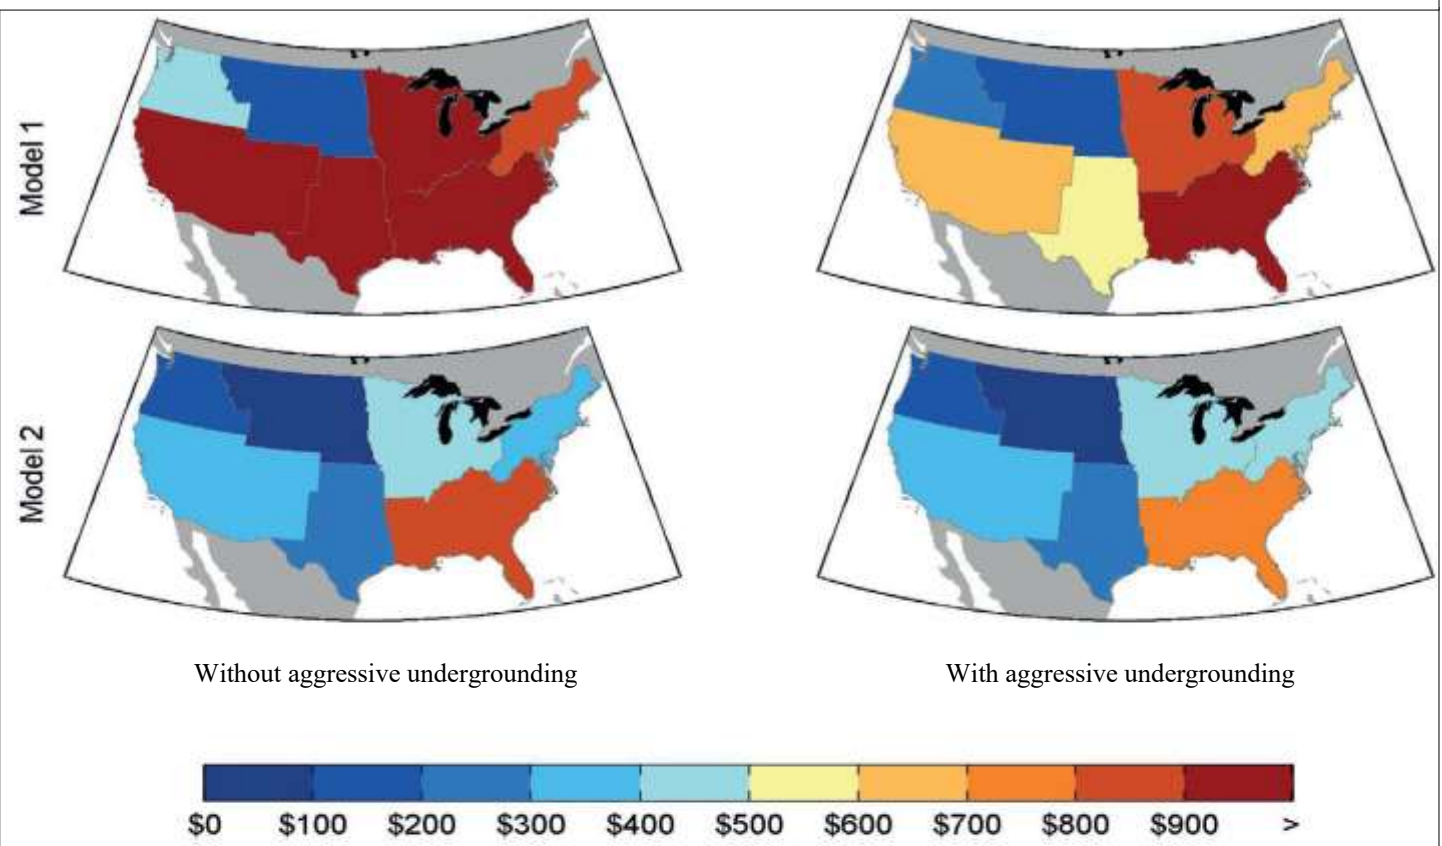 Model 1
Model 2
Without aggressive undergrounding
With aggressive undergrounding
$0 $100 $200 $300 $400 $500 $600 $700 $800 $900 >